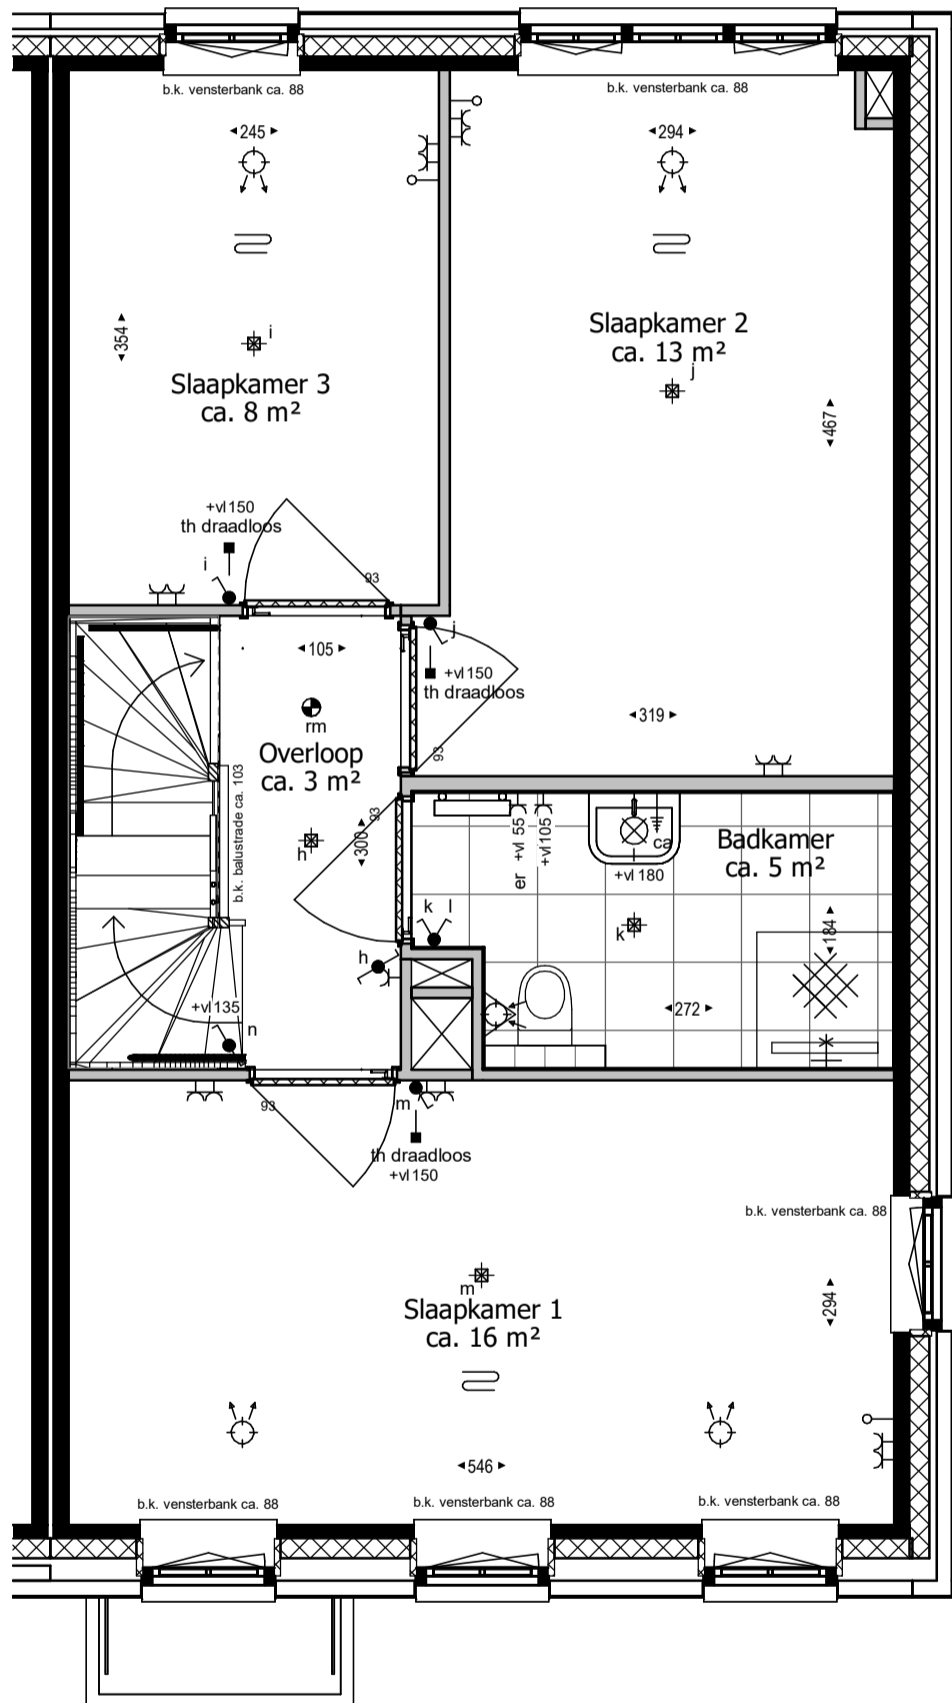 b.k. vensterbank ca. 88
b.k. vensterbank ca. 88
245
294
354
i
Slaapkamer 3
ca. 8 m²
Slaapkamer 2
ca. 13 m²
j
467
+vl 150
th draadloos
i
93
j
+vl 150
th draadloos
93
105
rm
Overloop
ca. 3 m²
319
b.k. balustrade ca. 103
h
300
93
er
+vl 55
+vl 105
ca
+vl 180
Badkamer
ca. 5 m²
k
l
k
184
h
272
+vl 135
n
93
m
th draadloos
+vl 150
b.k. vensterbank ca. 88
m
Slaapkamer 1
ca. 16 m²
294
546
b.k. vensterbank ca. 88
b.k. vensterbank ca. 88
b.k. vensterbank ca. 88